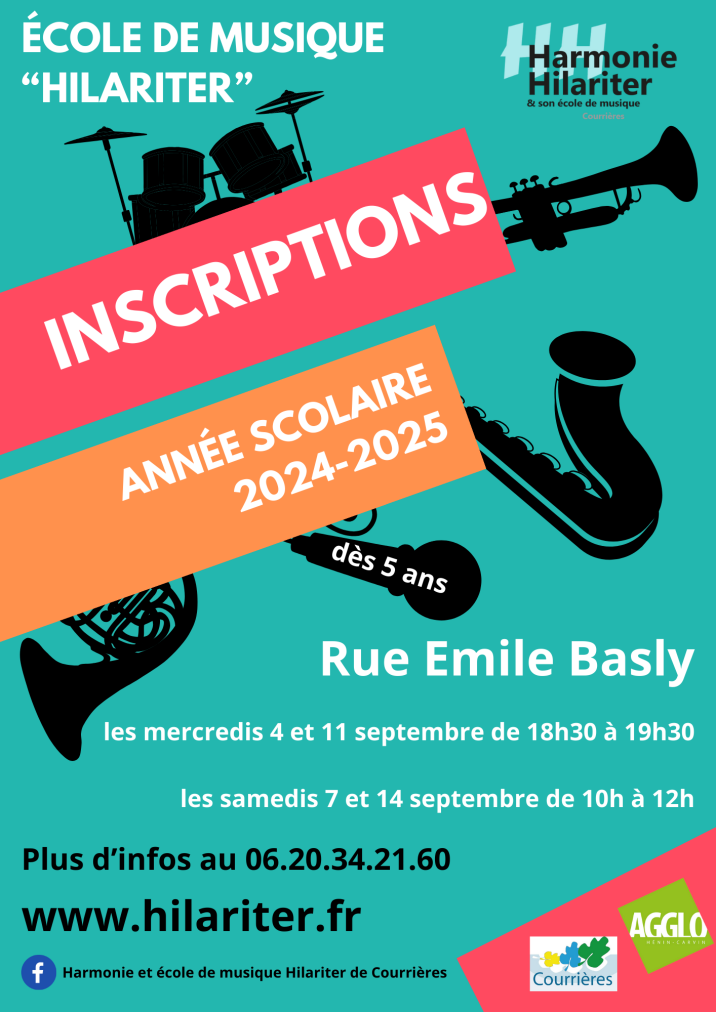 ÉCOLE DE MUSIQUE
“HILARITER”
HH
Harmonie
Hilariter
& son école de musique
Courrières
INSCRIPTIONS
ANNÉE SCOLAIRE
2024-2025
dès 5 ans
Rue Emile Basly
les mercredis 4 et 11 septembre de 18h30 à 19h30
les samedis 7 et 14 septembre de 10h à 12h
Plus d’infos au 06.20.34.21.60
www.hilariter.fr
Harmonie et école de musique Hilariter de Courrières
Courrières
AGGLO
HÉNIN-CARVIN